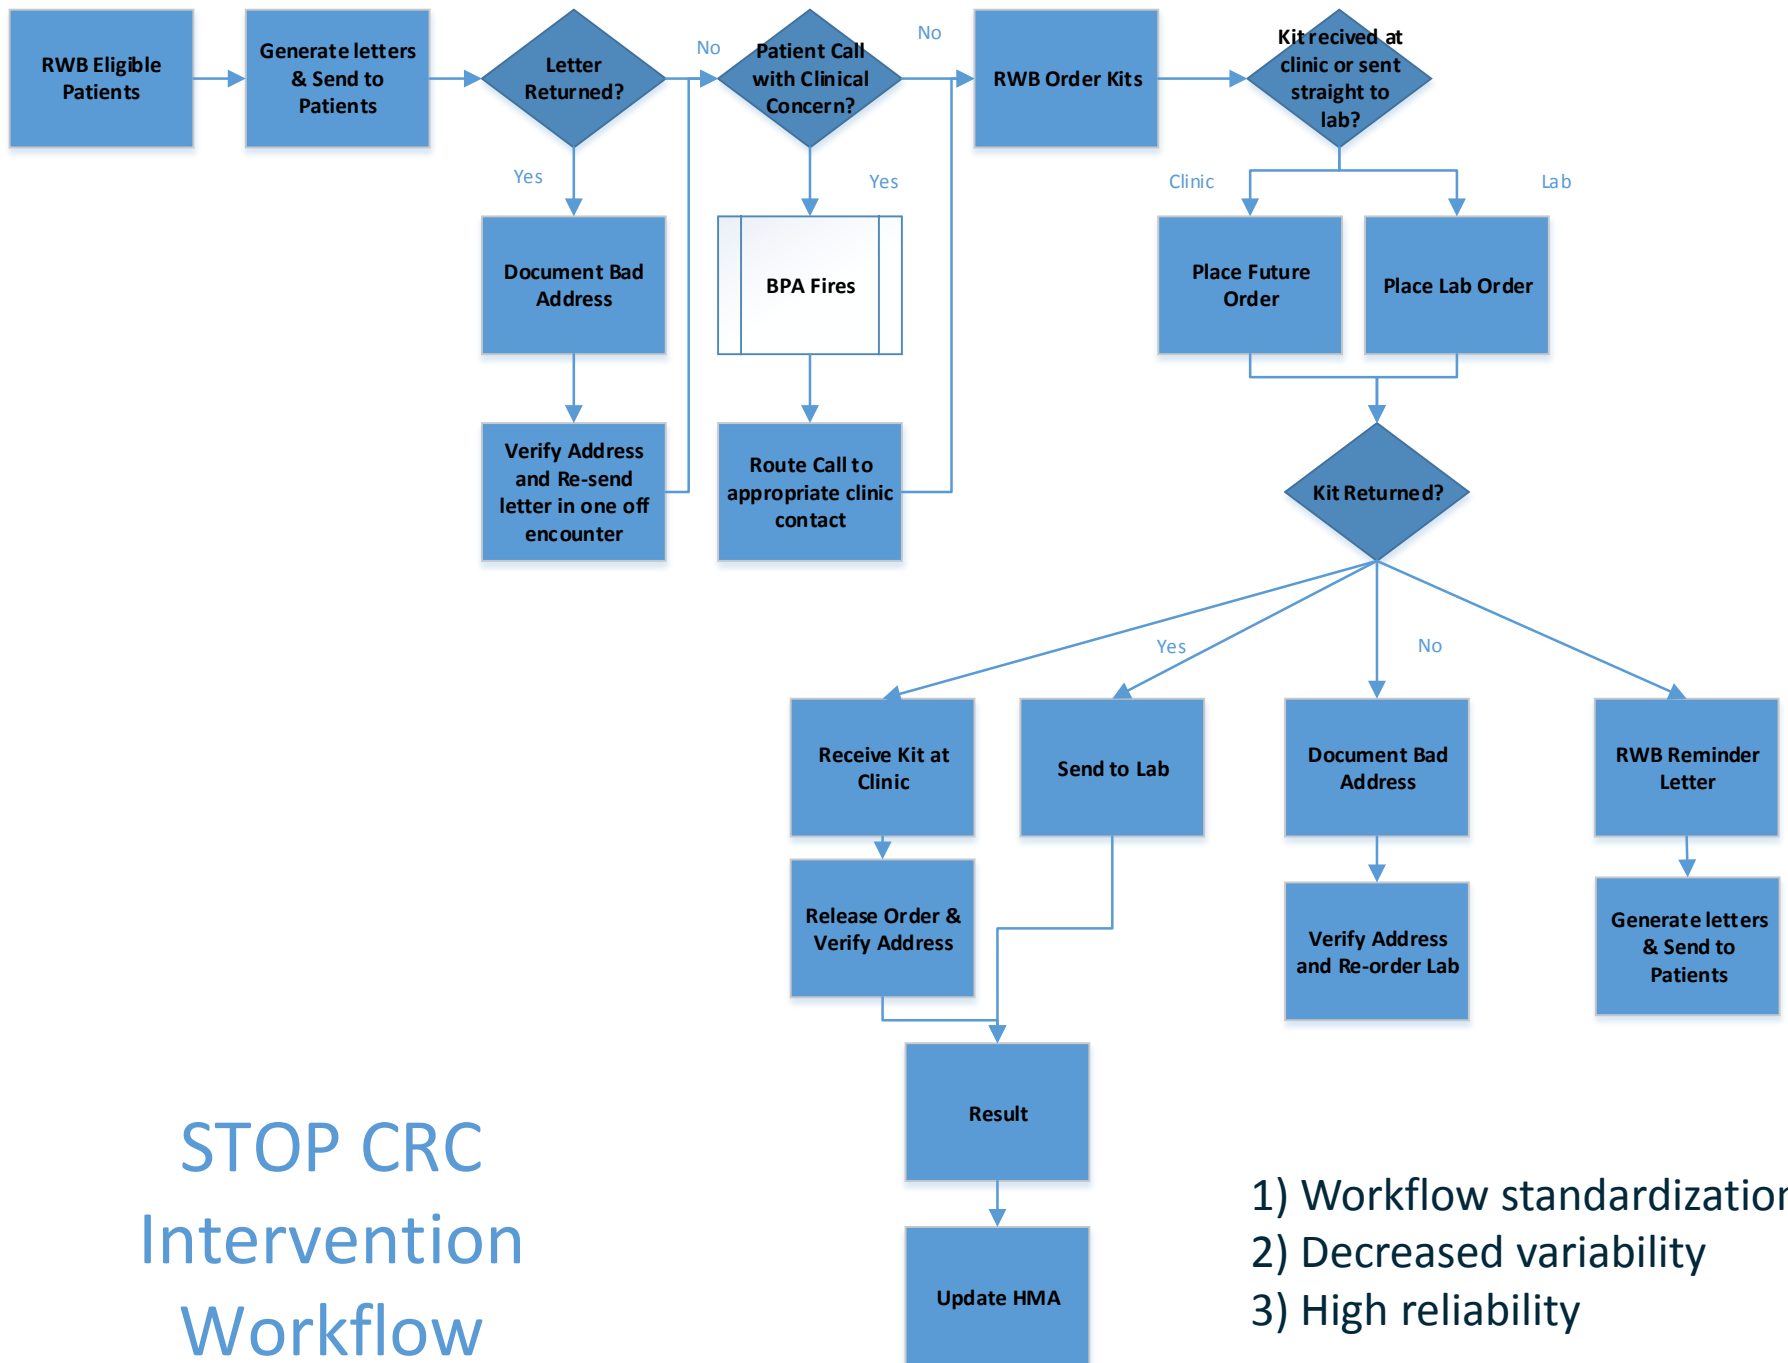 RWB Eligible
Patients
Generate letters
& Send to
Patients
Letter
Returned?
No
Yes
Patient Call
with Clinical
Concern?
No
Yes
RWB Order Kits
Kit recived at
clinic or sent
straight to
lab?
Clinic
Lab
Document Bad
Address
BPA Fires
Place Future
Order
Place Lab Order
Verify Address
and Re-send
letter in one off
encounter
Route Call to
appropriate clinic
contact
Kit Returned?
Yes
No
Receive Kit at
Clinic
Send to Lab
Document Bad
Address
RWB Reminder
Letter
Release Order &
Verify Address
Verify Address
and Re-order Lab
Generate letters
& Send to
Patients
Result
Update HMA
STOP CRC
Intervention
Workflow
1) Workflow standardization
2) Decreased variability
3) High reliability